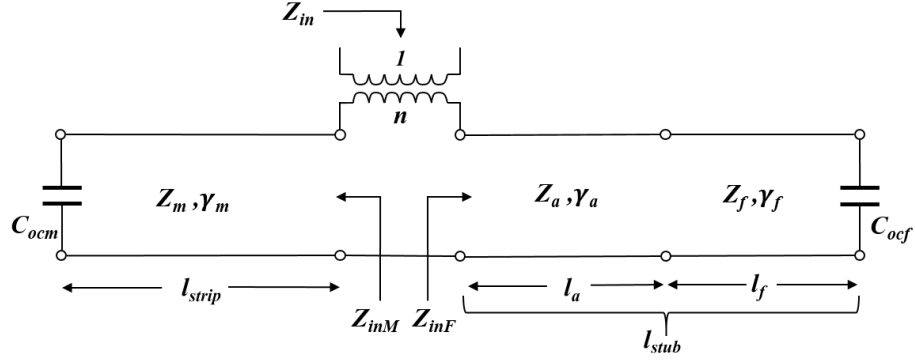 Z_in
1
n
Z_m ,γ_m
Z_a ,γ_a
Z_f ,γ_f
C_ocm
C_ocf
l_strip
Z_inM
Z_inF
l_a
l_f
l_stub